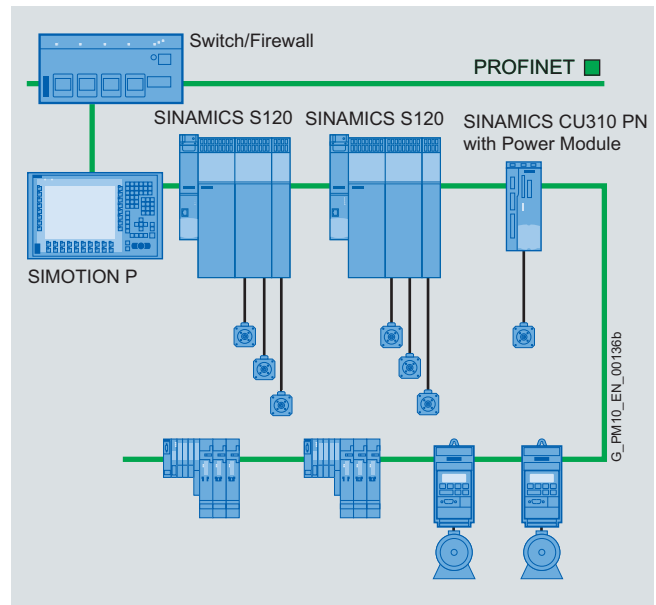 Switch/Firewall
PROFINET
SINAMICS S120
SINAMICS S120
SINAMICS CU310 PN
with Power Module
SIMOTION P
G_PM10_EN_00136b